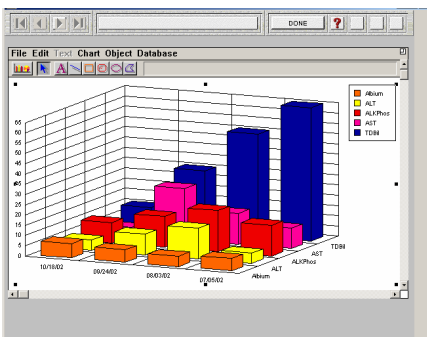 DONE
?
File Edit Text Chart Object Database
A
Albium
ALT
ALKPhos
AST
TDBil
65
60
55
50
45
40
35
30
25
20
15
10
5
0
10/16/02
09/24/02
08/03/02
07/05/02
Albium
ALT
ALKPhos
AST
TDBil